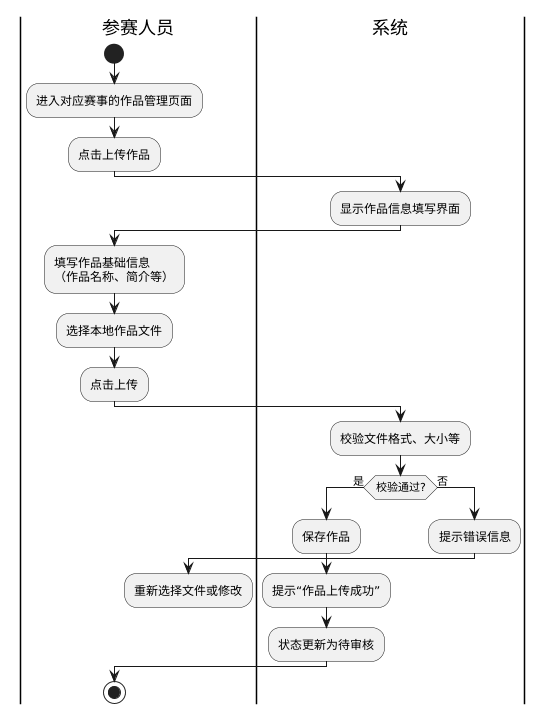 参赛人员
系统
进入对应赛事的作品管理页面
点击上传作品
显示作品信息填写界面
填写作品基础信息
（作品名称、简介等）
选择本地作品文件
点击上传
校验文件格式、大小等
是
校验通过?
否
保存作品
提示错误信息
重新选择文件或修改
提示“作品上传成功”
状态更新为待审核